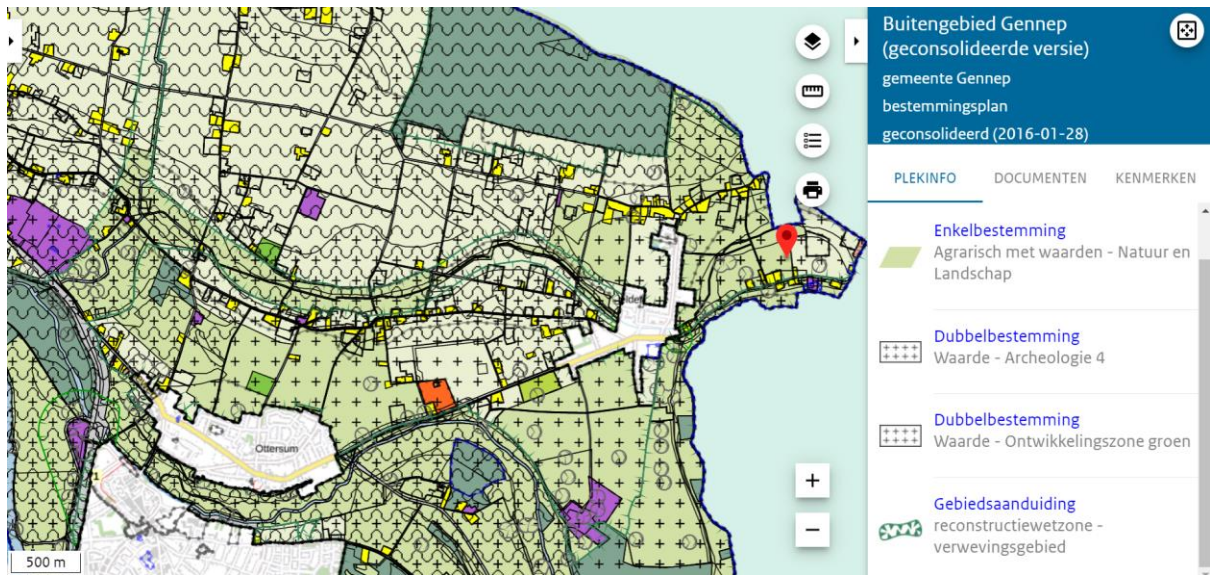 Buitengebied Gennep
(geconsolideerde versie)
gemeente Gennep
bestemmingsplan
geconsolideerd (2016-01-28)
PLEKINFO
DOCUMENTEN
KENMERKEN
Enkelbestemming
Agrarisch met waarden - Natuur en
Landschap
Dubbelbestemming
Waarde - Archeologie 4
Dubbelbestemming
Waarde - Ontwikkelingszone groen
Gebiedsaanduiding
reconstructiewetzone -
verwevingsgebied
Ottersum
500 m